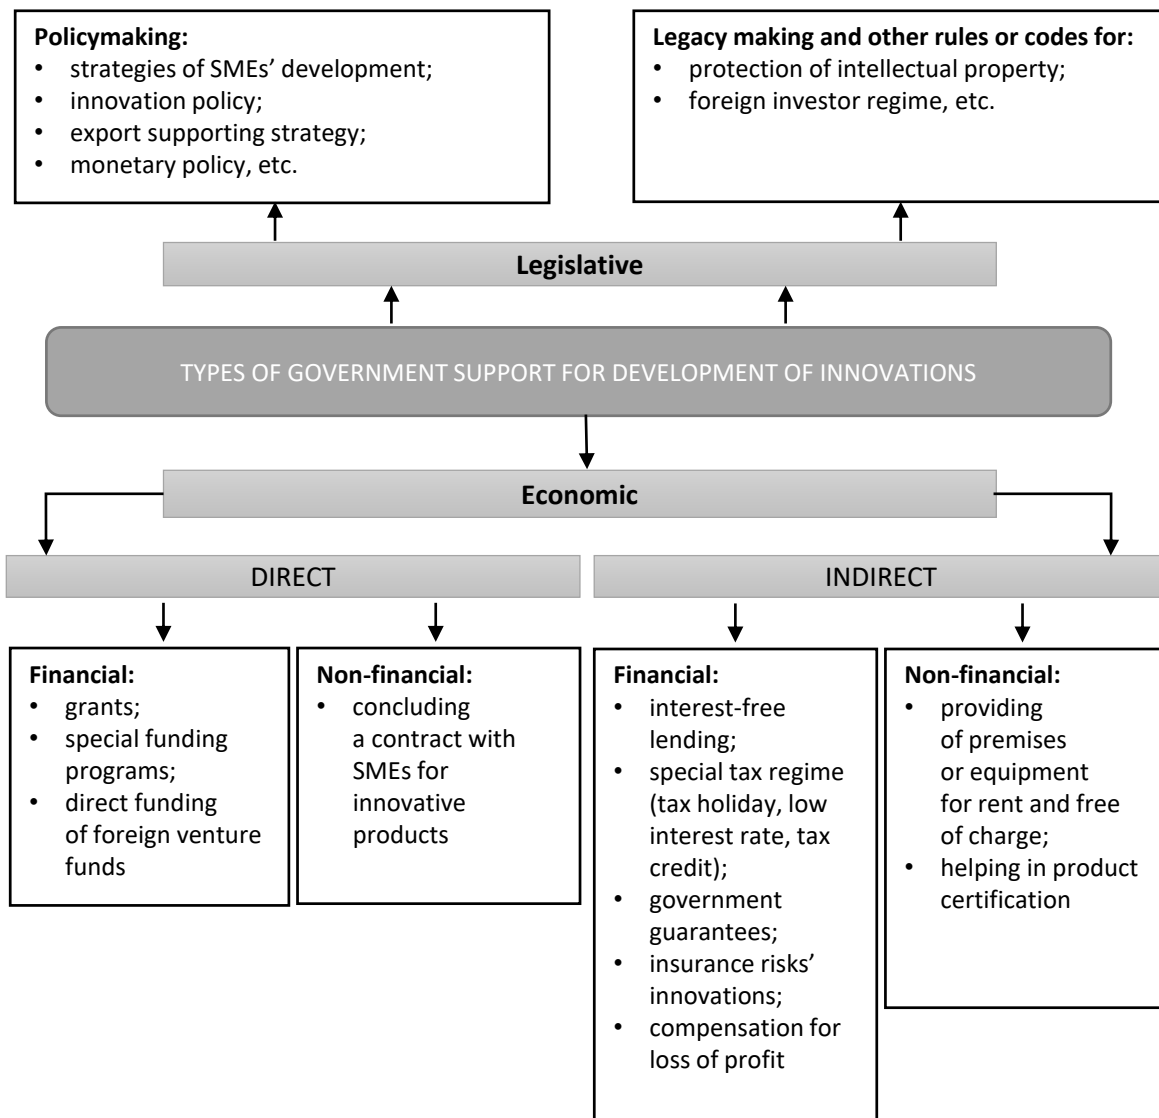 Policymaking:
• strategies of SMEs’ development;
• innovation policy;
• export supporting strategy;
• monetary policy, etc.
Legacy making and other rules or codes for:
• protection of intellectual property;
• foreign investor regime, etc.
Legislative
TYPES OF GOVERNMENT SUPPORT FOR DEVELOPMENT OF INNOVATIONS
Economic
DIRECT
INDIRECT
Financial:
• grants;
• special funding
programs;
• direct funding
of foreign venture
funds
Non-financial:
• concluding
a contract with
SMEs for
innovative
products
Financial:
• interest-free
lending;
• special tax regime
(tax holiday, low
interest rate, tax
credit);
• government
guarantees;
• insurance risks’
innovations;
• compensation for
loss of profit
Non-financial:
• providing
of premises
or equipment
for rent and free
of charge;
• helping in product
certification